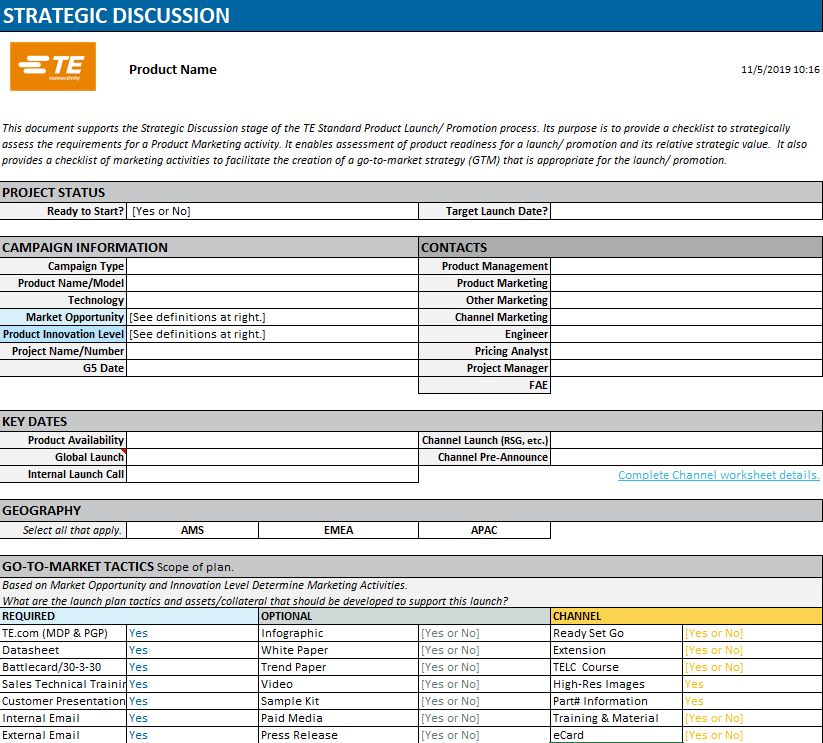 STRATEGIC DISCUSSION
TE
connectivity
Product Name
11/5/2019 10:16
This document supports the Strategic Discussion stage of the TE Standard Product Launch/ Promotion process. Its purpose is to provide a checklist to strategically
assess the requirements for a Product Marketing activity. It enables assessment of product readiness for a launch/ promotion and its relative strategic value. It also
provides a checklist of marketing activities to facilitate the creation of a go-to-market strategy (GTM) that is appropriate for the launch/ promotion.
PROJECT STATUS
Ready to Start? [Yes or No] Target Launch Date?
CAMPAIGN INFORMATION CONTACTS
Campaign Type Product Management
Product Name/Model Product Marketing
Technology Other Marketing
Market Opportunity [See definitions at right.] Channel Marketing
Product Innovation Level [See definitions at right.] Engineer
Project Name/Number Pricing Analyst
G5 Date Project Manager
FAE
KEY DATES
Product Availability Channel Launch (RSG, etc.)
Global Launch Channel Pre-Announce
Internal Launch Call Complete Channel worksheet details.
GEOGRAPHY
Select all that apply. AMS EMEA APAC
GO-TO-MARKET TACTICS Scope of plan.
Based on Market Opportunity and Innovation Level Determine Marketing Activities.
What are the launch plan tactics and assets/collateral that should be developed to support this launch?
REQUIRED OPTIONAL CHANNEL
TE.com (MDP & PGP) Yes Infographic [Yes or No] Ready Set Go [Yes or No]
Datasheet Yes White Paper [Yes or No] Extension [Yes or No]
Battlecard/30-3-30 Yes Trend Paper [Yes or No] TELC Course [Yes or No]
Sales Technical Trainin Yes Video [Yes or No] High-Res Images Yes
Customer Presentation Yes Sample Kit [Yes or No] Part# Information Yes
Internal Email Yes Paid Media [Yes or No] Training & Material [Yes or No]
External Email Yes Press Release [Yes or No] eCard [Yes or No]